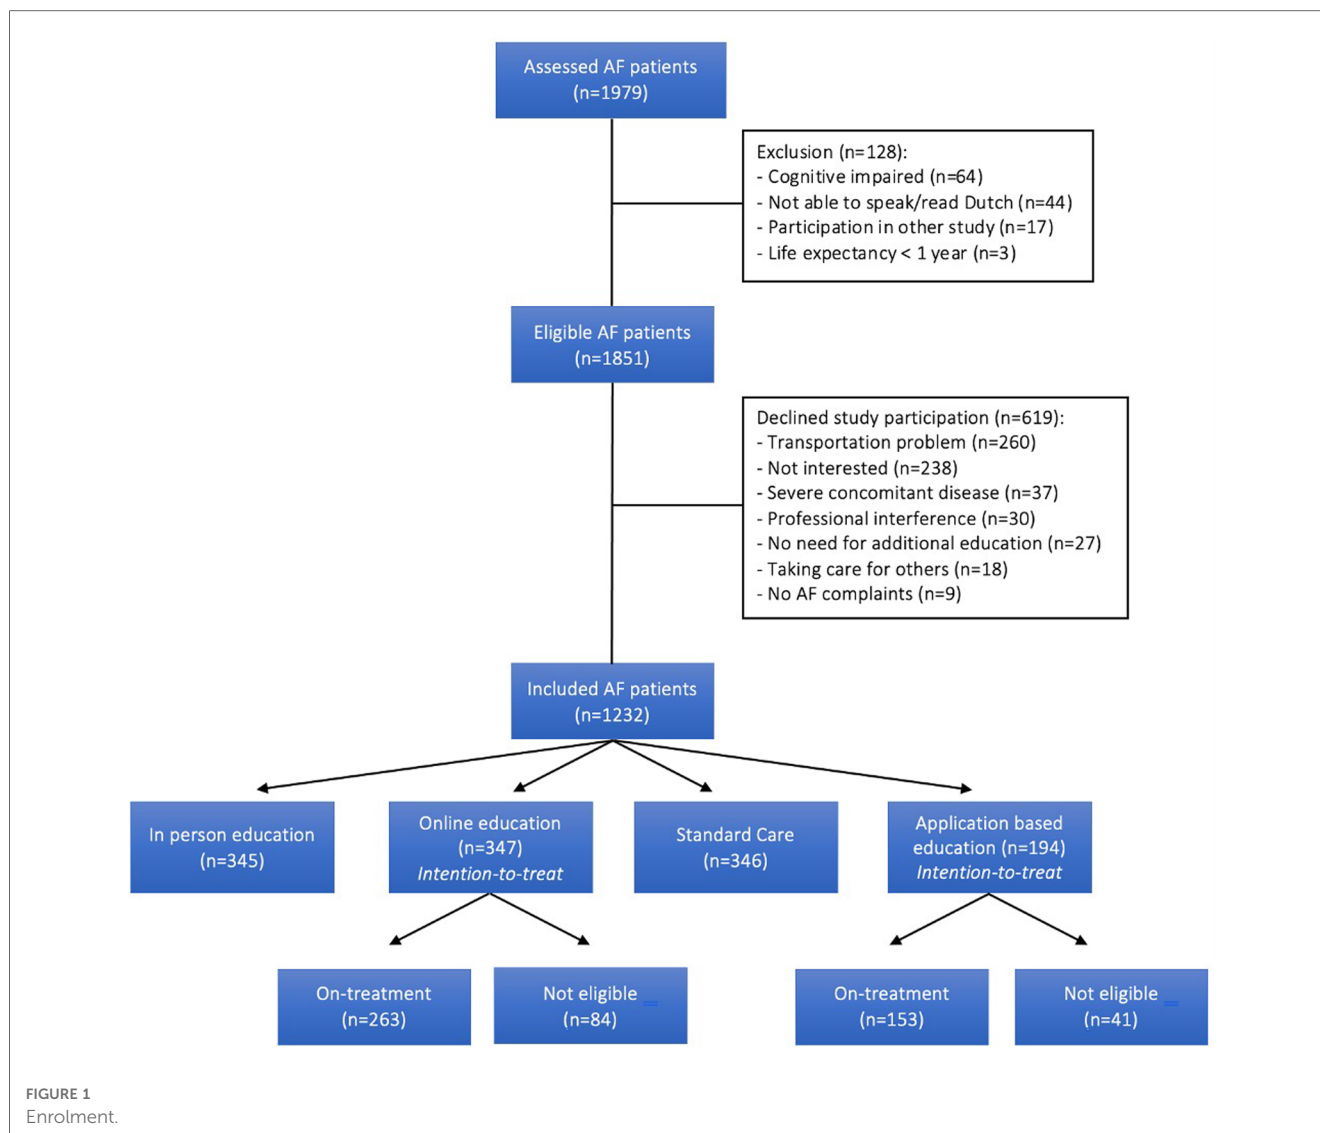 Assessed AF patients
(n=1979)
Exclusion (n=128):
- Cognitive impaired (n=64)
- Not able to speak/read Dutch (n=44)
- Participation in other study (n=17)
- Life expectancy < 1 year (n=3)
Eligible AF patients
(n=1851)
Declined study participation (n=619):
- Transportation problem (n=260)
- Not interested (n=238)
- Severe concomitant disease (n=37)
- Professional interference (n=30)
- No need for additional education (n=27)
- Taking care for others (n=18)
- No AF complaints (n=9)
Included AF patients
(n=1232)
In person education
(n=345)
Online education
(n=347)
Intention-to-treat
Standard Care
(n=346)
Application based
education (n=194)
Intention-to-treat
On-treatment
(n=263)
Not eligible
(n=84)
On-treatment
(n=153)
Not eligible
(n=41)
FIGURE 1
Enrolment.